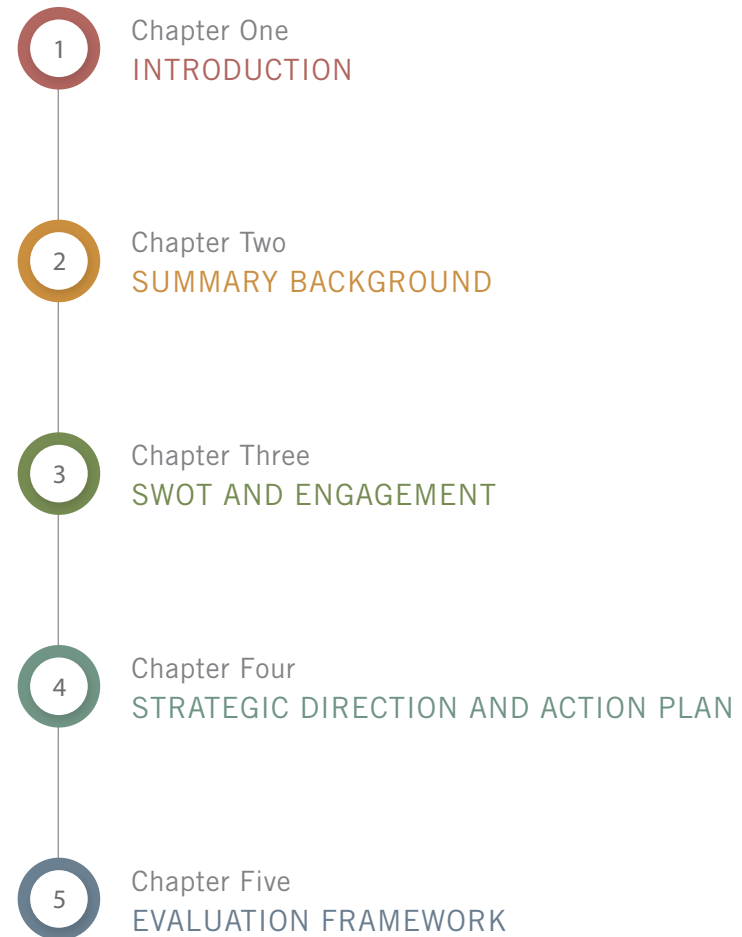 1
Chapter One
INTRODUCTION
2
Chapter Two
SUMMARY BACKGROUND
3
Chapter Three
SWOT AND ENGAGEMENT
4
Chapter Four
STRATEGIC DIRECTION AND ACTION PLAN
5
Chapter Five
EVALUATION FRAMEWORK